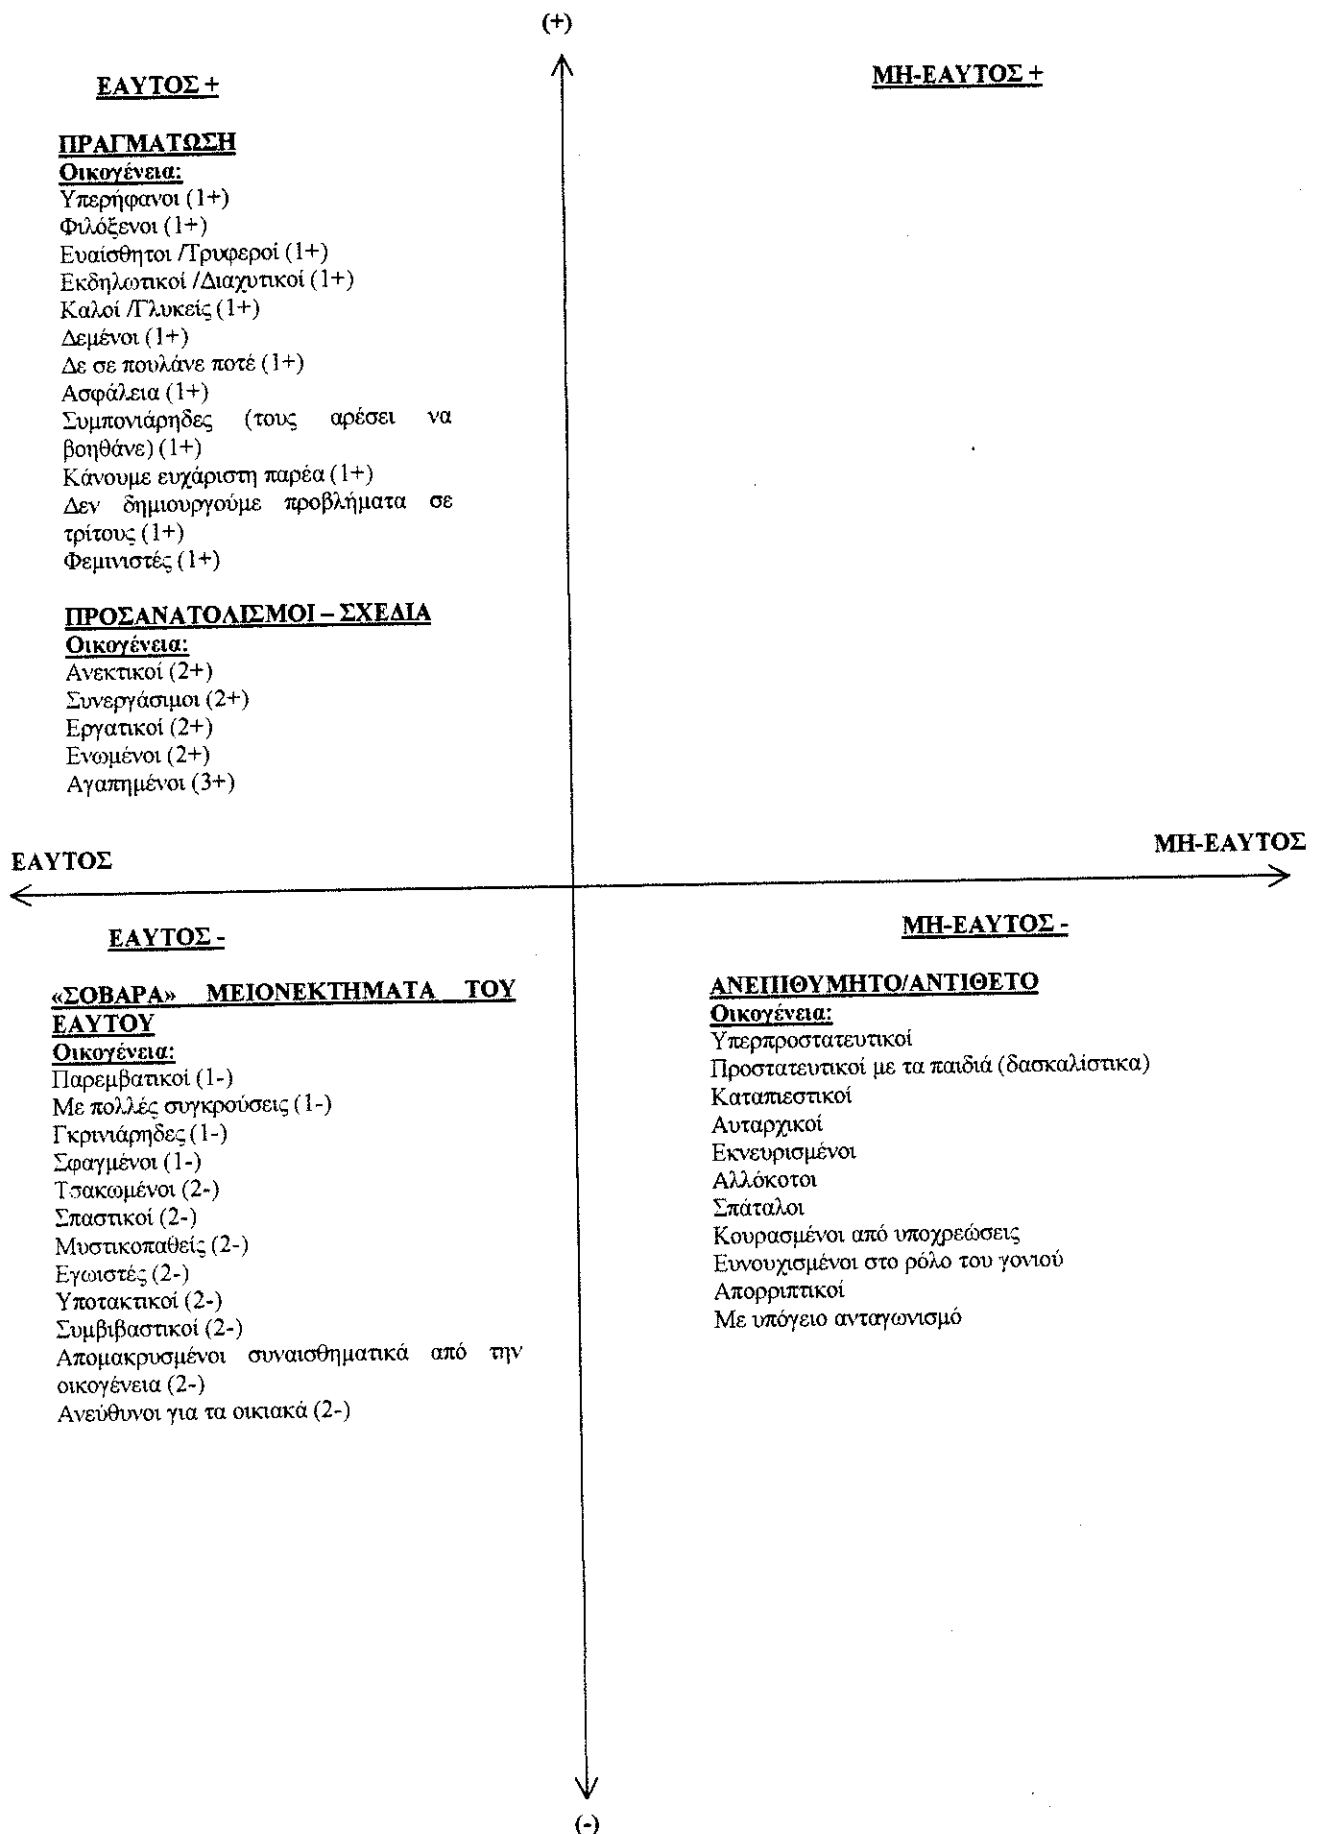 (+)
ΕΑΥΤΟΣ +
ΜΗ-ΕΑΥΤΟΣ +
ΠΡΑΓΜΑΤΩΣΗ
Οικογένεια:
Υπερήφανοι (1+)
Φιλόξενοι (1+)
Ευαίσθητοι /Τρυφεροί (1+)
Εκδηλωτικοί /Διαχυτικοί (1+)
Καλοί /Γλυκείς (1+)
Δεμένοι (1+)
Δε σε πουλάνε ποτέ (1+)
Ασφάλεια (1+)
Συμπονιάρηδες (τους αρέσει να
βοηθάνε) (1+)
Κάνουμε ευχάριστη παρέα (1+)
Δεν δημιουργούμε προβλήματα σε
τρίτους (1+)
Φεμινιστές (1+)
ΠΡΟΣΑΝΑΤΟΛΙΣΜΟΙ – ΣΧΕΔΙΑ
Οικογένεια:
Ανεκτικοί (2+)
Συνεργάσιμοι (2+)
Εργατικοί (2+)
Ενωμένοι (2+)
Αγαπημένοι (3+)
ΕΑΥΤΟΣ
ΜΗ-ΕΑΥΤΟΣ
ΕΑΥΤΟΣ -
«ΣΟΒΑΡΑ» ΜΕΙΟΝΕΚΤΗΜΑΤΑ ΤΟΥ
ΕΑΥΤΟΥ
Οικογένεια:
Παρεμβατικοί (1-)
Με πολλές συγκρούσεις (1-)
Γκρινιάρηδες (1-)
Σφαγμένοι (1-)
Τσακωμένοι (2-)
Σπαστικοί (2-)
Μυστικοπαθείς (2-)
Εγωιστές (2-)
Υποτακτικοί (2-)
Συμβιβαστικοί (2-)
Απομακρυσμένοι συναισθηματικά από την
οικογένεια (2-)
Ανεύθυνοι για τα οικιακά (2-)
ΜΗ-ΕΑΥΤΟΣ -
ΑΝΕΠΙΘΥΜΗΤΟ/ΑΝΤΙΘΕΤΟ
Οικογένεια:
Υπερπροστατευτικοί
Προστατευτικοί με τα παιδιά (δασκαλίστικα)
Καταπιεστικοί
Αυταρχικοί
Εκνευρισμένοι
Αλλόκοτοι
Σπάταλοι
Κουρασμένοι από υποχρεώσεις
Ευνουχισμένοι στο ρόλο του γονιού
Απορριπτικοί
Με υπόγειο ανταγωνισμό
(-)